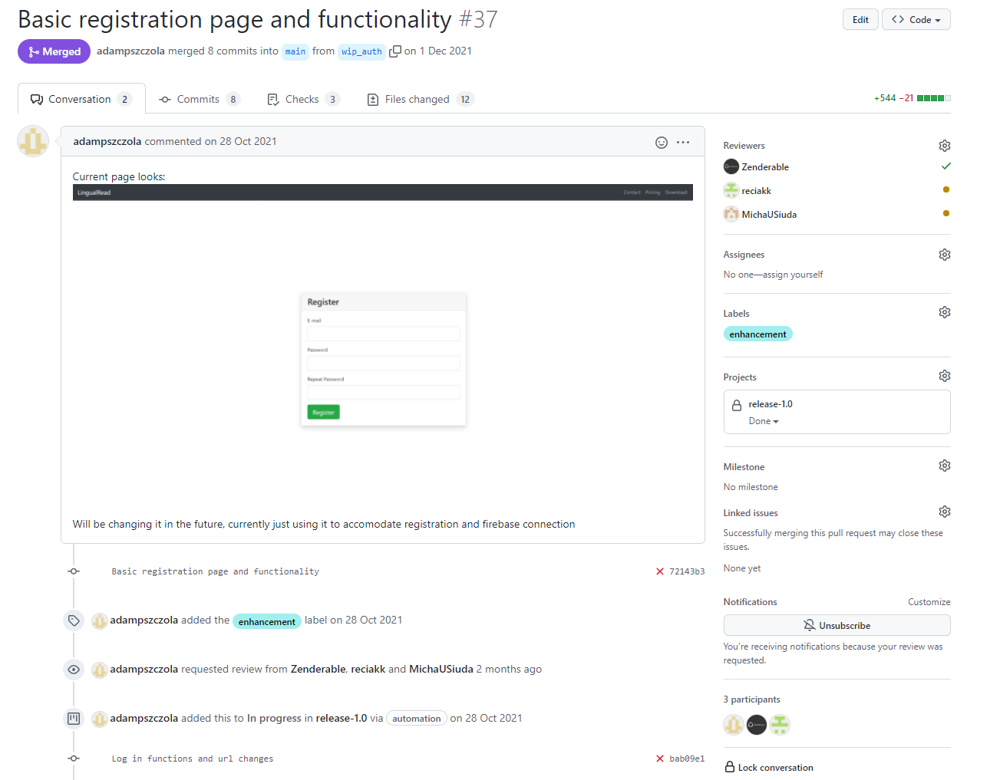 Basic registration page and functionality #37
Edit
Code
Merged
adampszczola merged 8 commits into main from wip_auth on 1 Dec 2021
Conversation 2
Commits 8
Checks 3
Files changed 12
+544 −21
adampszczola commented on 28 Oct 2021
Current page looks:
LingualRead
Contact Pricing Download
Register
E-mail
Password
Repeat Password
Register
Will be changing it in the future, currently just using it to accomodate registration and firebase connection
Basic registration page and functionality
72143b3
adampszczola added the enhancement label on 28 Oct 2021
adampszczola requested review from Zenderable, reciakk and MichaUSiuda 2 months ago
adampszczola added this to In progress in release-1.0 via automation on 28 Oct 2021
Log in functions and url changes
bab09e1
Reviewers
Zenderable
reciakk
MichaUSiuda
Assignees
No one—assign yourself
Labels
enhancement
Projects
release-1.0
Done
Milestone
No milestone
Linked issues
Successfully merging this pull request may close these
issues.
None yet
Notifications
Customize
Unsubscribe
You're receiving notifications because your review was
requested.
3 participants
Lock conversation